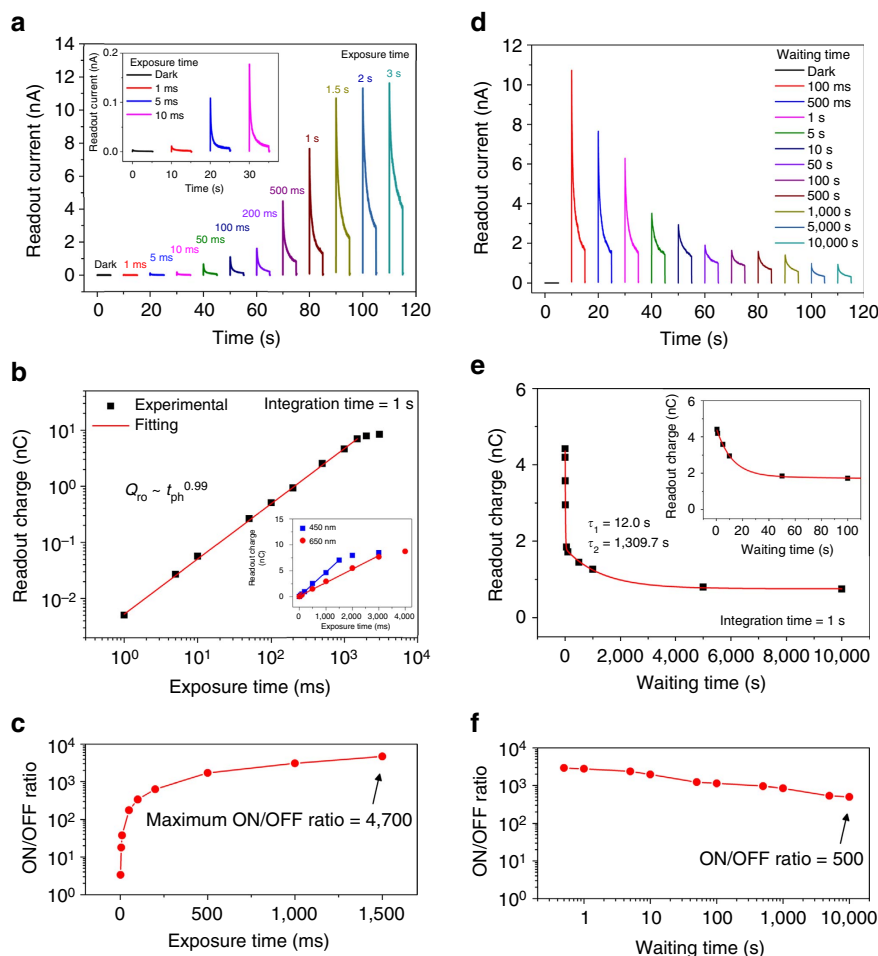 a
14
12
10
8
6
4
2
0
Readout current (nA)
0 20 40 60 80 100 120
Time (s)
Exposure time
Dark
1 ms
5 ms
10 ms
50 ms
100 ms
200 ms
500 ms
1 s
1.5 s
2 s
3 s
0.2
0.1
0.0
Readout current (nA)
Exposure time
Dark
1 ms
5 ms
10 ms
0 10 20 30
Time (s)
d
12
10
8
6
4
2
0
Readout current (nA)
0 20 40 60 80 100 120
Time (s)
Waiting time
Dark
100 ms
500 ms
1 s
5 s
10 s
50 s
100 s
500 s
1,000 s
5,000 s
10,000 s
b
10¹
10⁰
10⁻¹
10⁻²
Readout charge (nC)
Experimental
Fitting
Integration time = 1 s
Qro ~ tph^0.99
10⁰ 10¹ 10² 10³ 10⁴
Exposure time (ms)
15
10
5
0
Readout charge
(nC)
450 nm
650 nm
0 1,000 2,000 3,000 4,000
Exposure time (ms)
e
6
5
4
3
2
1
0
Readout charge (nC)
τ1 = 12.0 s
τ2 = 1,309.7 s
Integration time = 1 s
0 2,000 4,000 6,000 8,000 10,000
Waiting time (s)
6
4
2
0
Readout charge (nC)
0 20 40 60 80 100
Waiting time (s)
c
10⁴
10³
10²
10¹
10⁰
ON/OFF ratio
Maximum ON/OFF ratio = 4,700
0 500 1,000 1,500
Exposure time (ms)
f
10⁴
10³
10²
10¹
10⁰
ON/OFF ratio
ON/OFF ratio = 500
1 10 100 1,000 10,000
Waiting time (s)